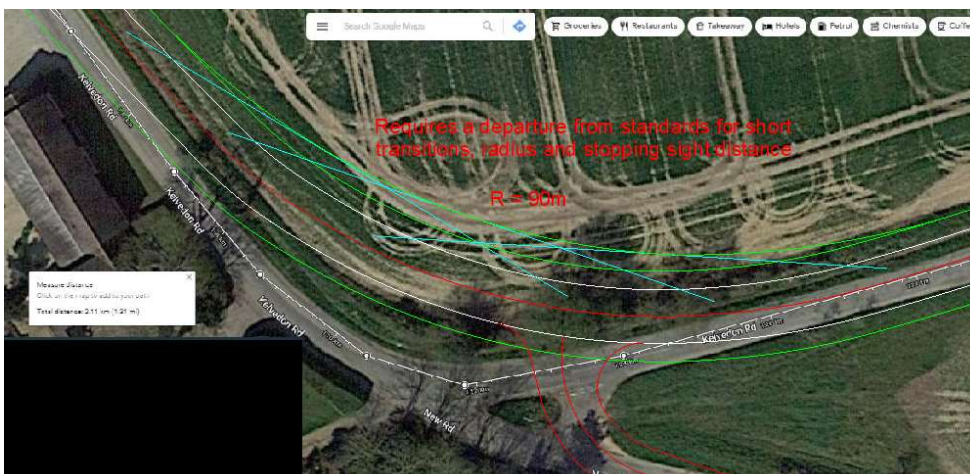 Search Google Maps
Groceries
Restaurants
Takeaway
Hotels
Petrol
Chemists
Coffee
Kelvedon Rd
Requires a departure from standards for short
transitions, radius and stopping sight distance
Kelvedon Rd
R = 90m
Measure distance
Click on the map to add to your path
Total distance: 2.11 km (1.31 mi)
Kelvedon Rd
Kelvedon Rd
New Rd